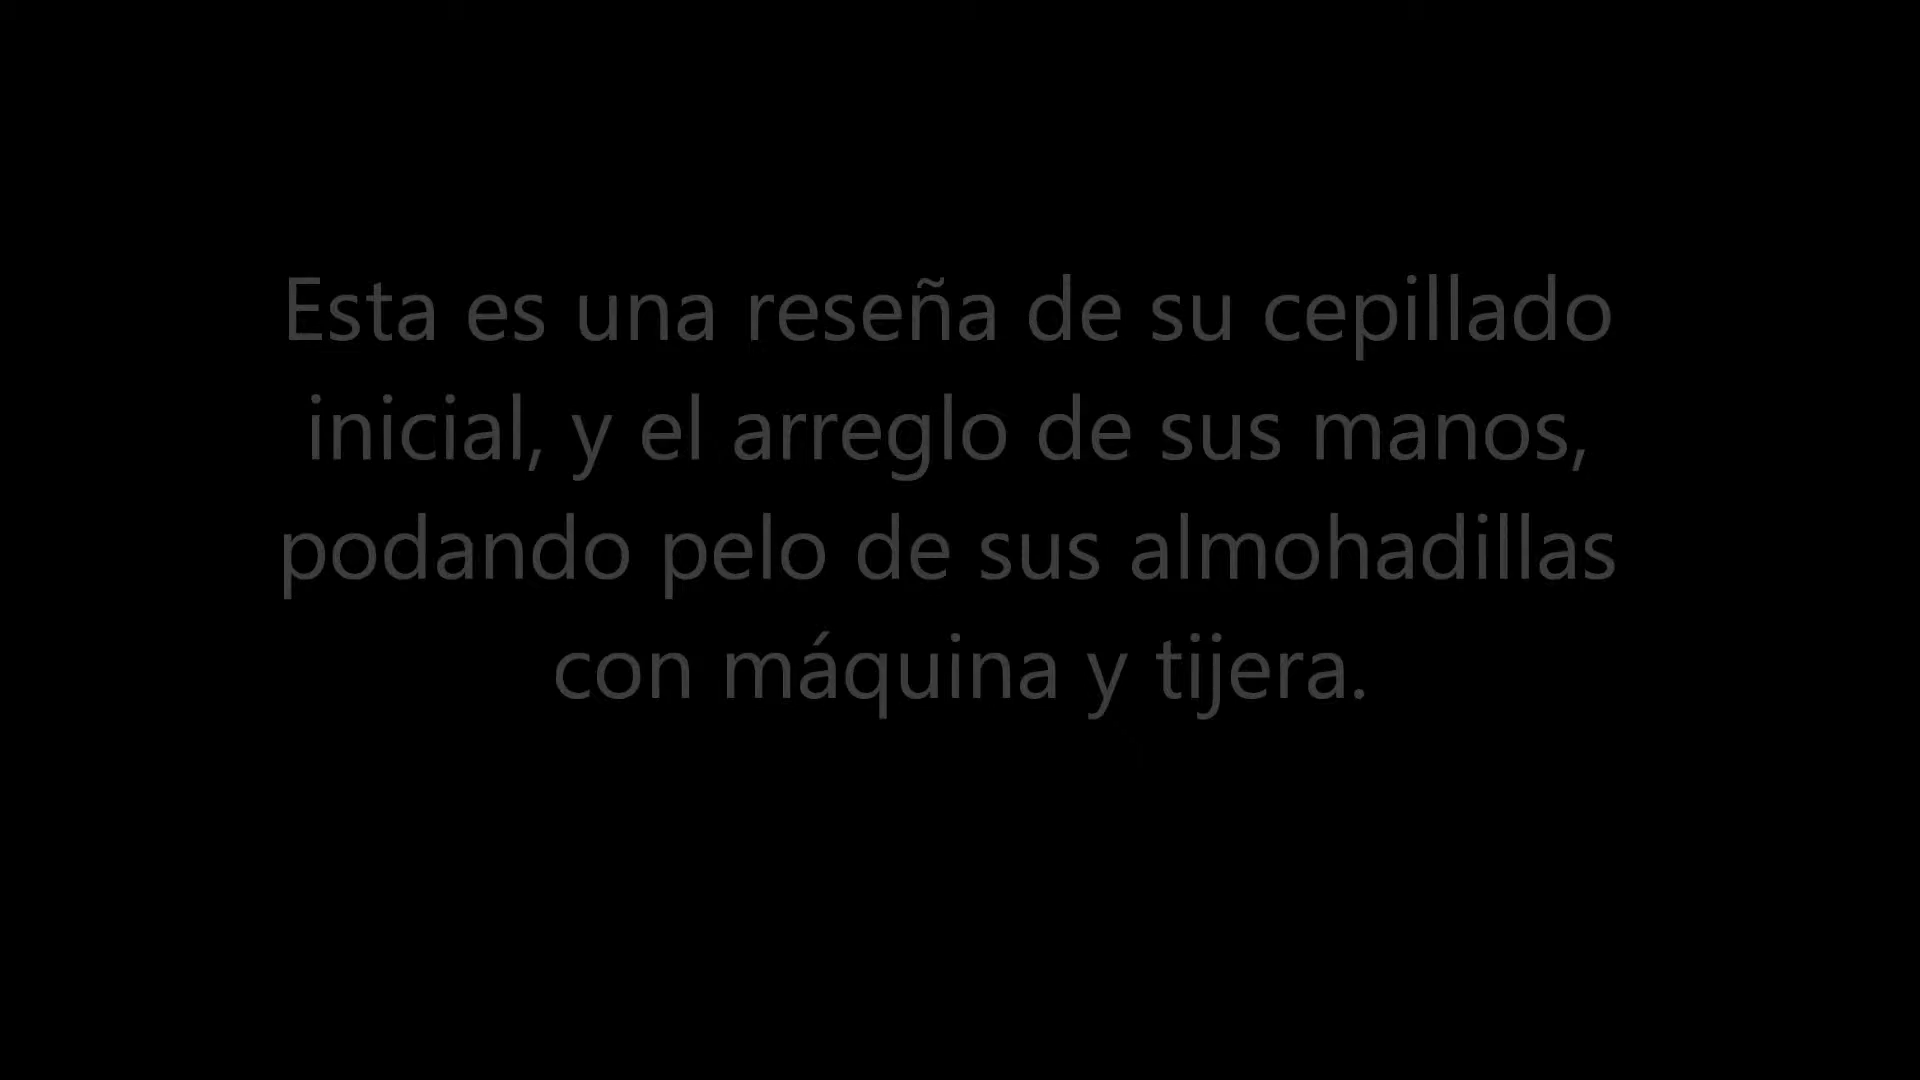 Esta es una reseña de su cepillado
inicial, y el arreglo de sus manos,
podando pelo de sus almohadillas
con máquina y tijera.